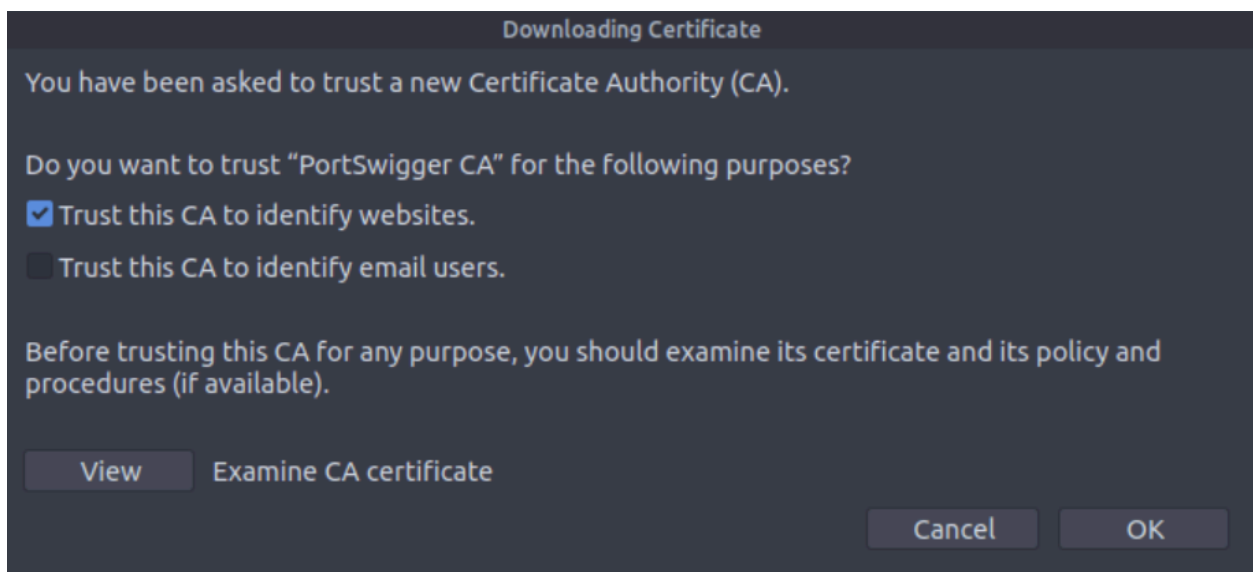 Downloading Certificate
You have been asked to trust a new Certificate Authority (CA).
Do you want to trust “PortSwigger CA” for the following purposes?
Trust this CA to identify websites.
Trust this CA to identify email users.
Before trusting this CA for any purpose, you should examine its certificate and its policy and
procedures (if available).
View Examine CA certificate
Cancel OK